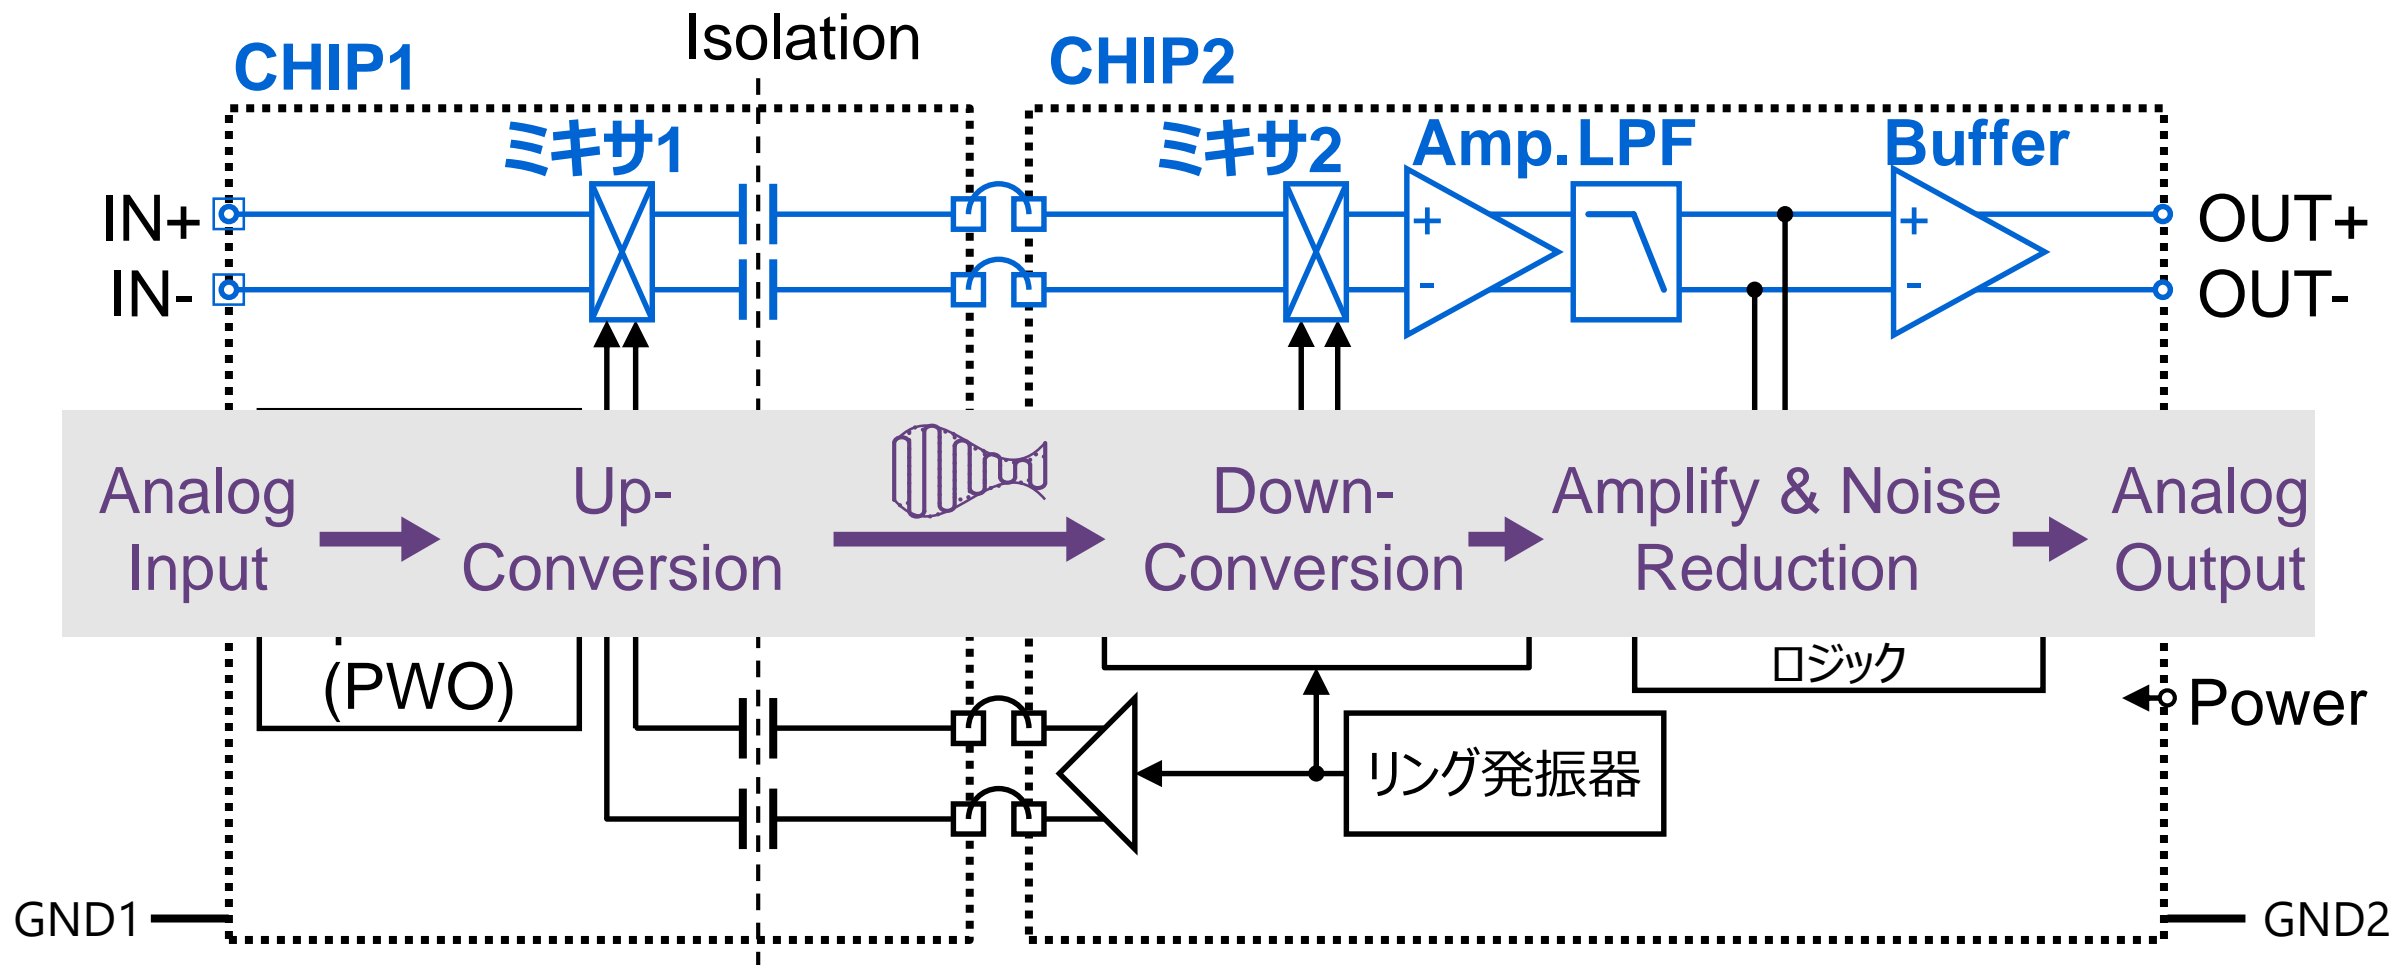 Isolation
CHIP1
CHIP2
ミキサ1
ミキサ2
Amp.
LPF
Buffer
IN+
IN-
+
-
+
-
OUT+
OUT-
Analog
Input
Up-
Conversion
Down-
Conversion
Amplify & Noise
Reduction
Analog
Output
(PWO)
ロジック
Power
リング発振器
GND1
GND2